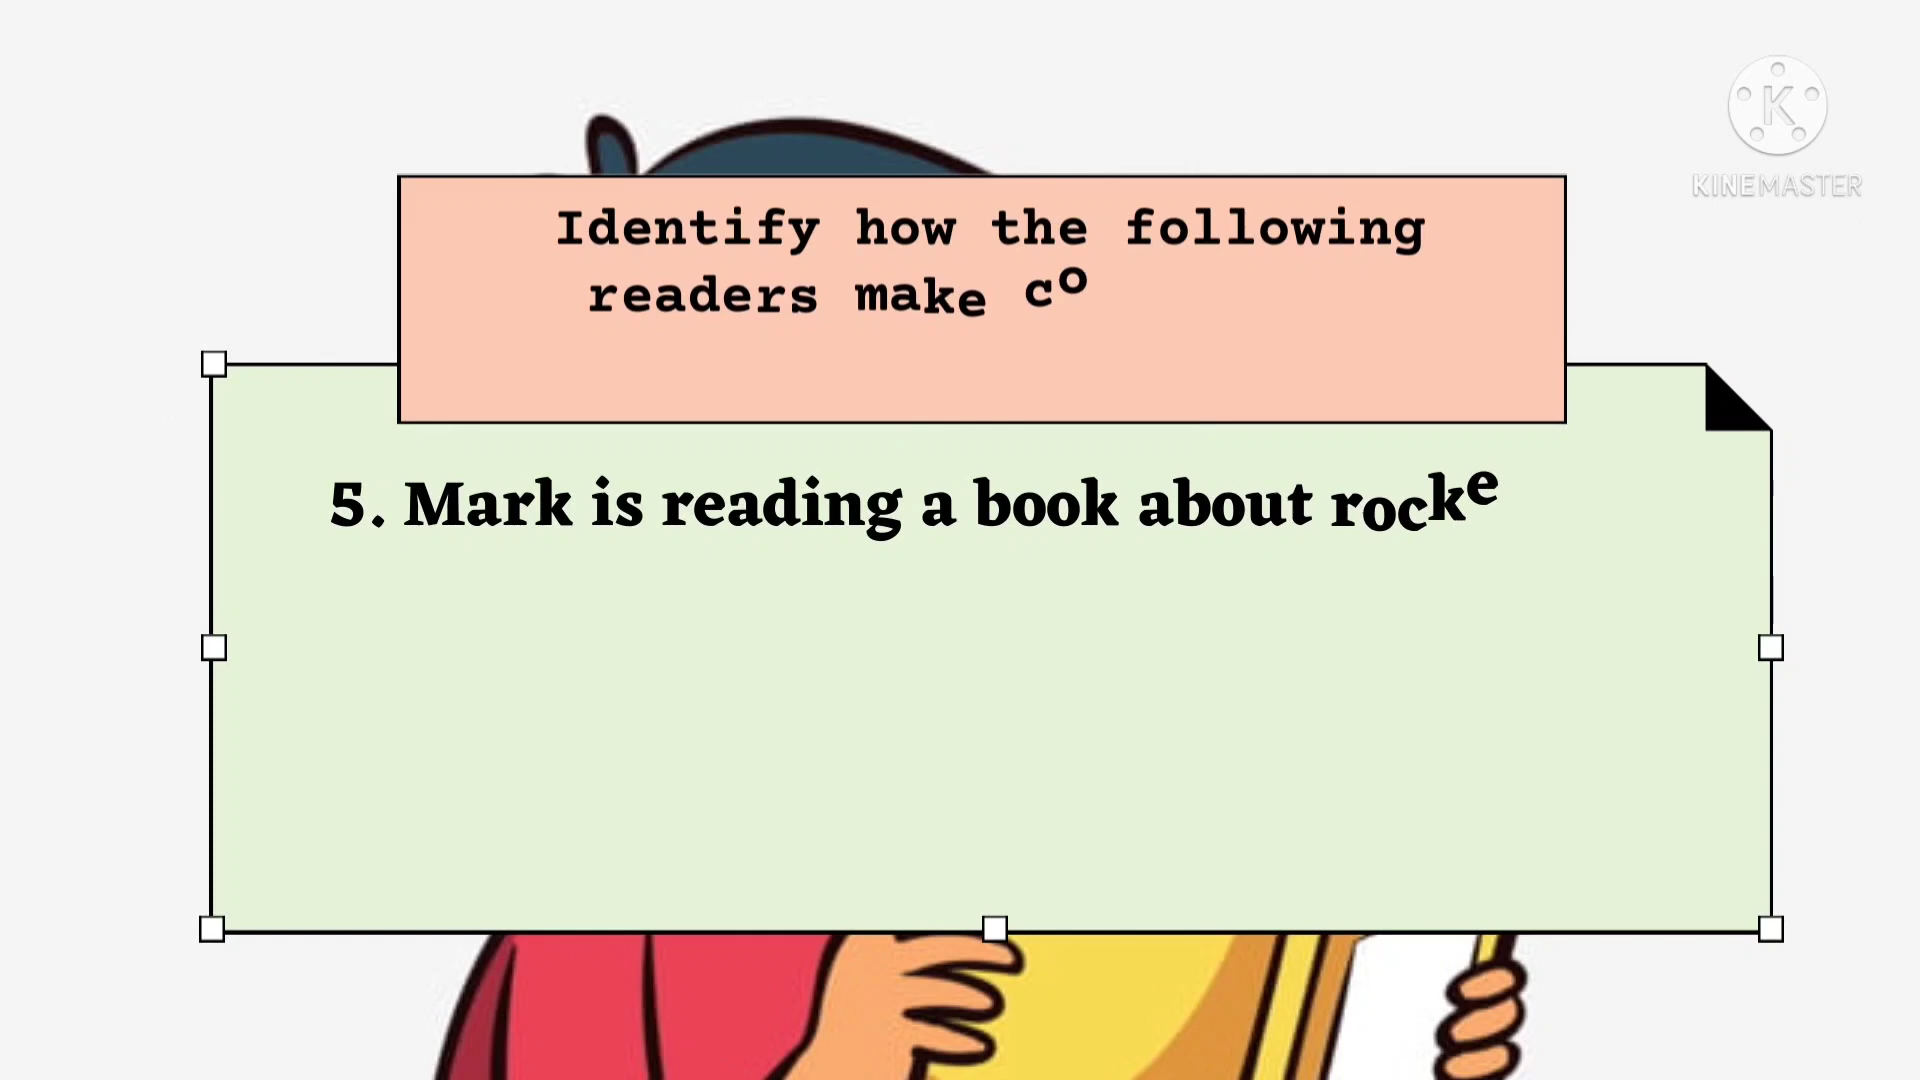 KINEMASTER
Identify how the following
readers make co
5. Mark is reading a book about rocke